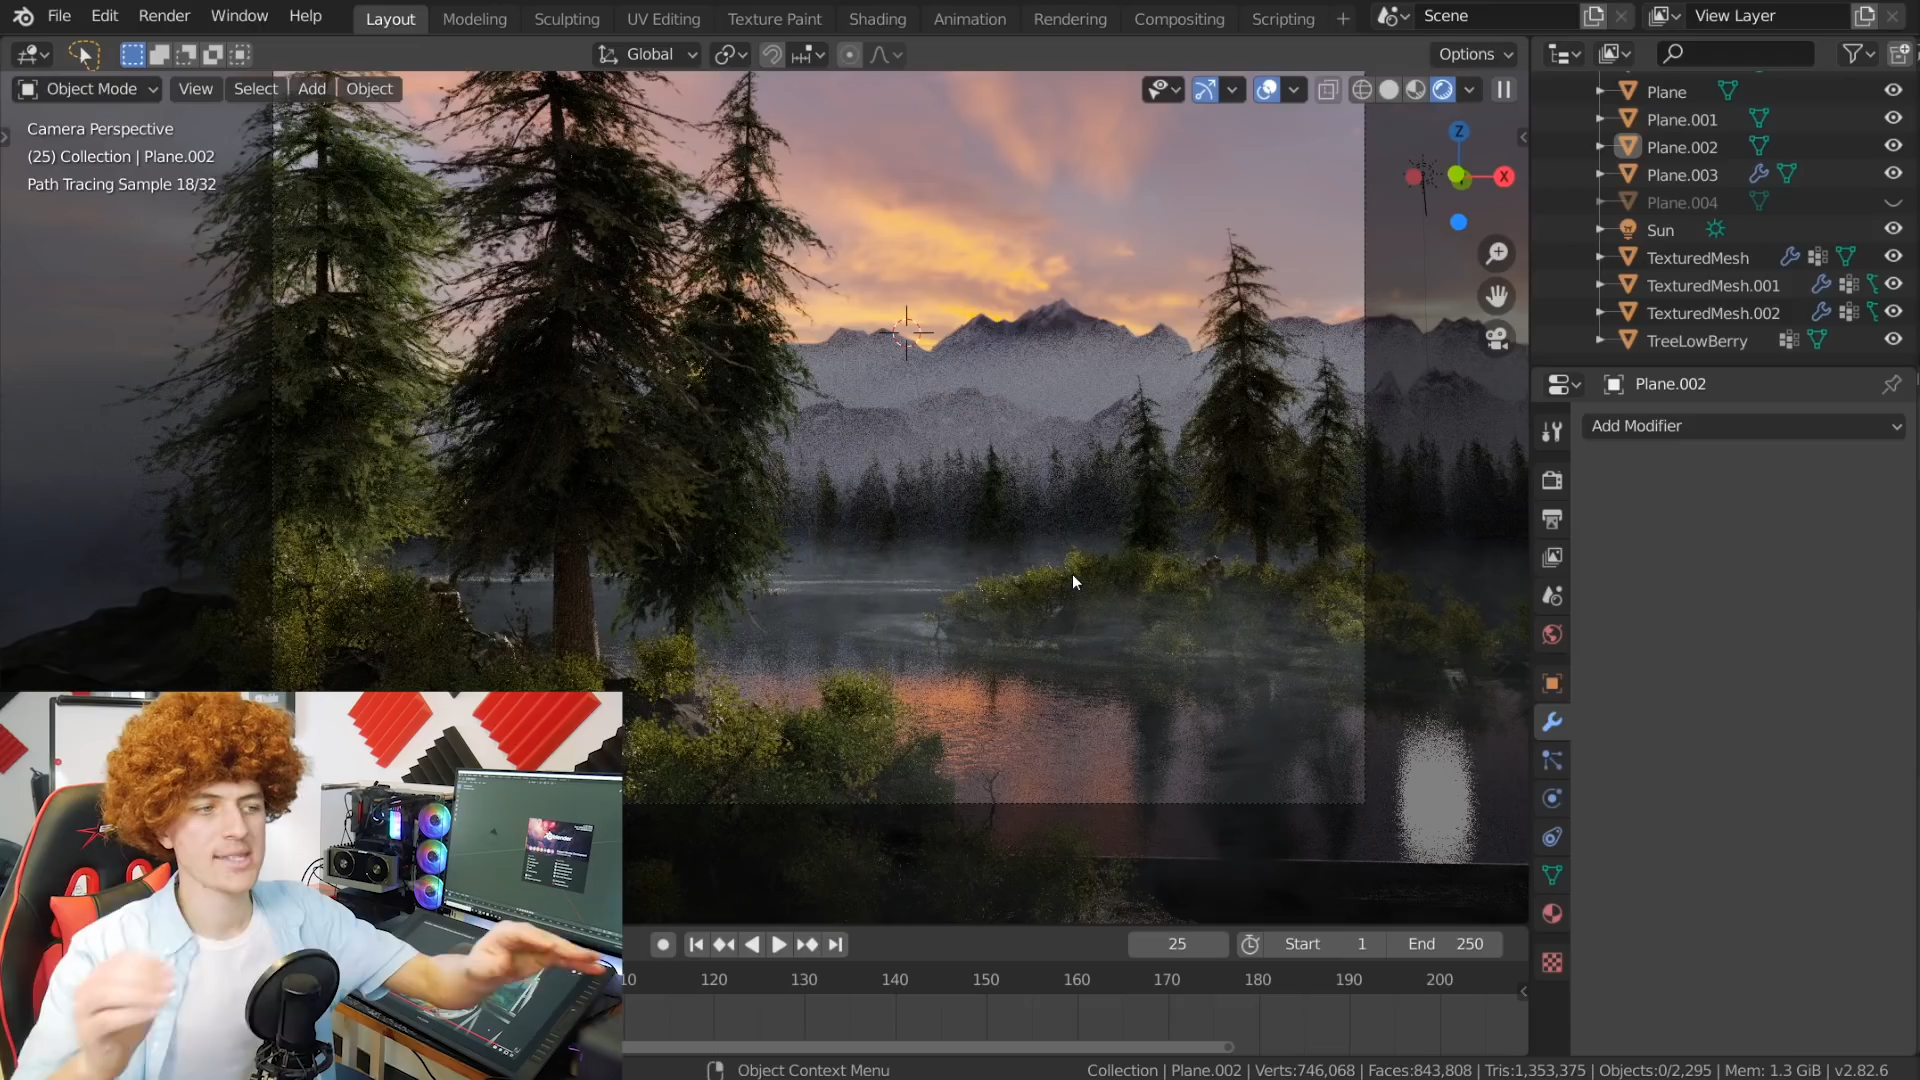 File Edit Render Window Help
Layout Modeling Sculpting UV Editing Texture Paint Shading Animation Rendering Compositing Scripting +
Scene
View Layer
Global
Options
Object Mode View Select Add Object
Camera Perspective
(25) Collection | Plane.002
Path Tracing Sample 18/32
Z
X
Plane
Plane.001
Plane.002
Plane.003
Plane.004
Sun
TexturedMesh
TexturedMesh.001
TexturedMesh.002
TreeLowBerry
Plane.002
Add Modifier
blender
25
Start 1
End 250
10 120 130 140 150 160 170 180 190 200
Object Context Menu
Collection | Plane.002 | Verts:746,068 | Faces:843,808 | Tris:1,353,375 | Objects:0/2,295 | Mem: 1.3 GiB | v2.82.6